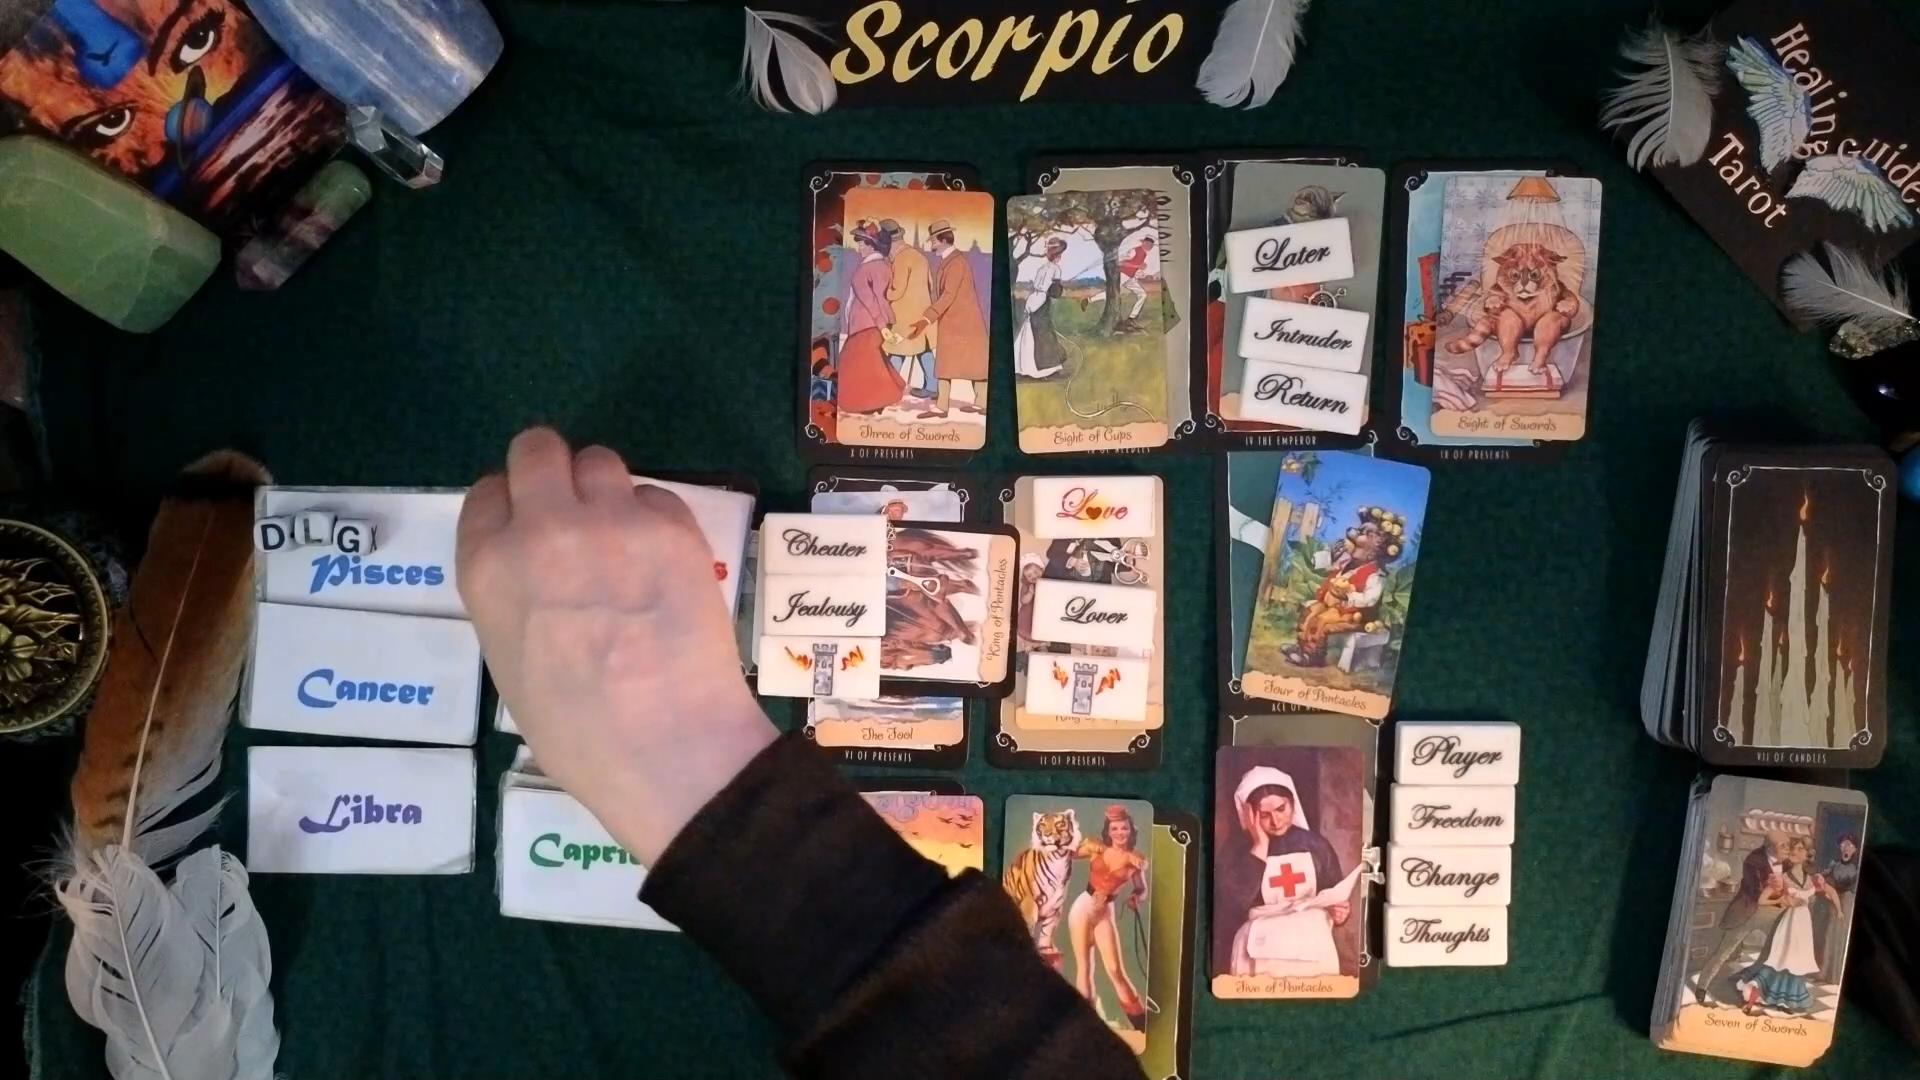 Scorpio
Healing Guide
Tarot
Three of Swords
X OF PRESENTS
Eight of Cups
Later
Intruder
Return
IV THE EMPEROR
Eight of Swords
IX OF PRESENTS
D L G
Pisces
Cancer
Libra
Cheater
Jealousy
King of Pentacles
The Fool
VI OF PRESENTS
Love
Lover
II OF PRESENTS
Four of Pentacles
Player
Freedom
Change
Thoughts
Five of Pentacles
VII OF CANDLES
Seven of Swords